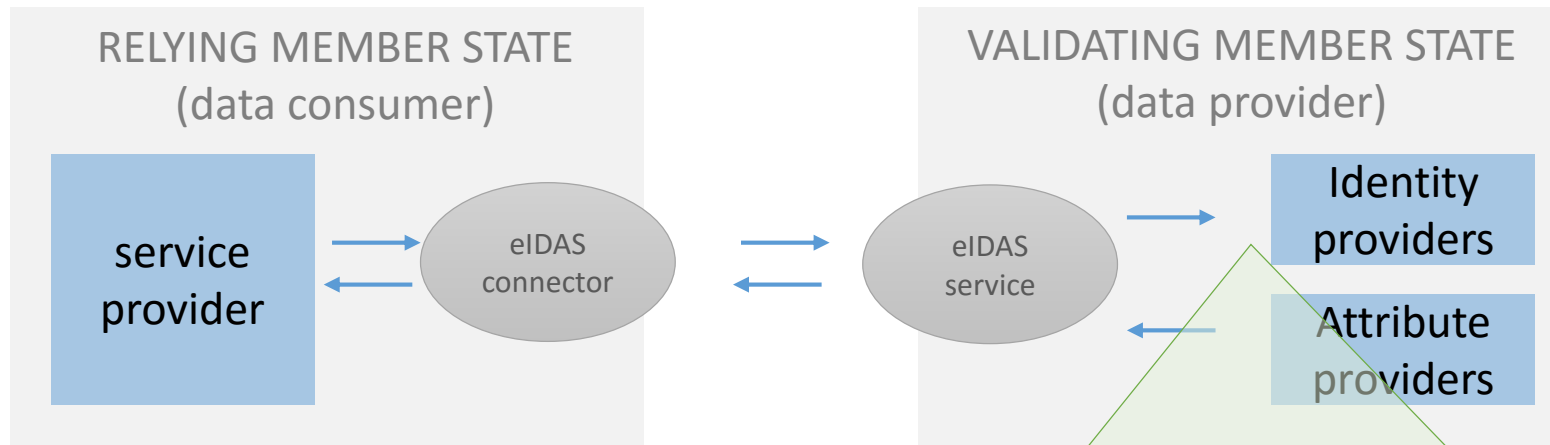 RELYING MEMBER STATE
(data consumer)
service
provider
eIDAS
connector
VALIDATING MEMBER STATE
(data provider)
eIDAS
service
Identity
providers
Attribute
providers